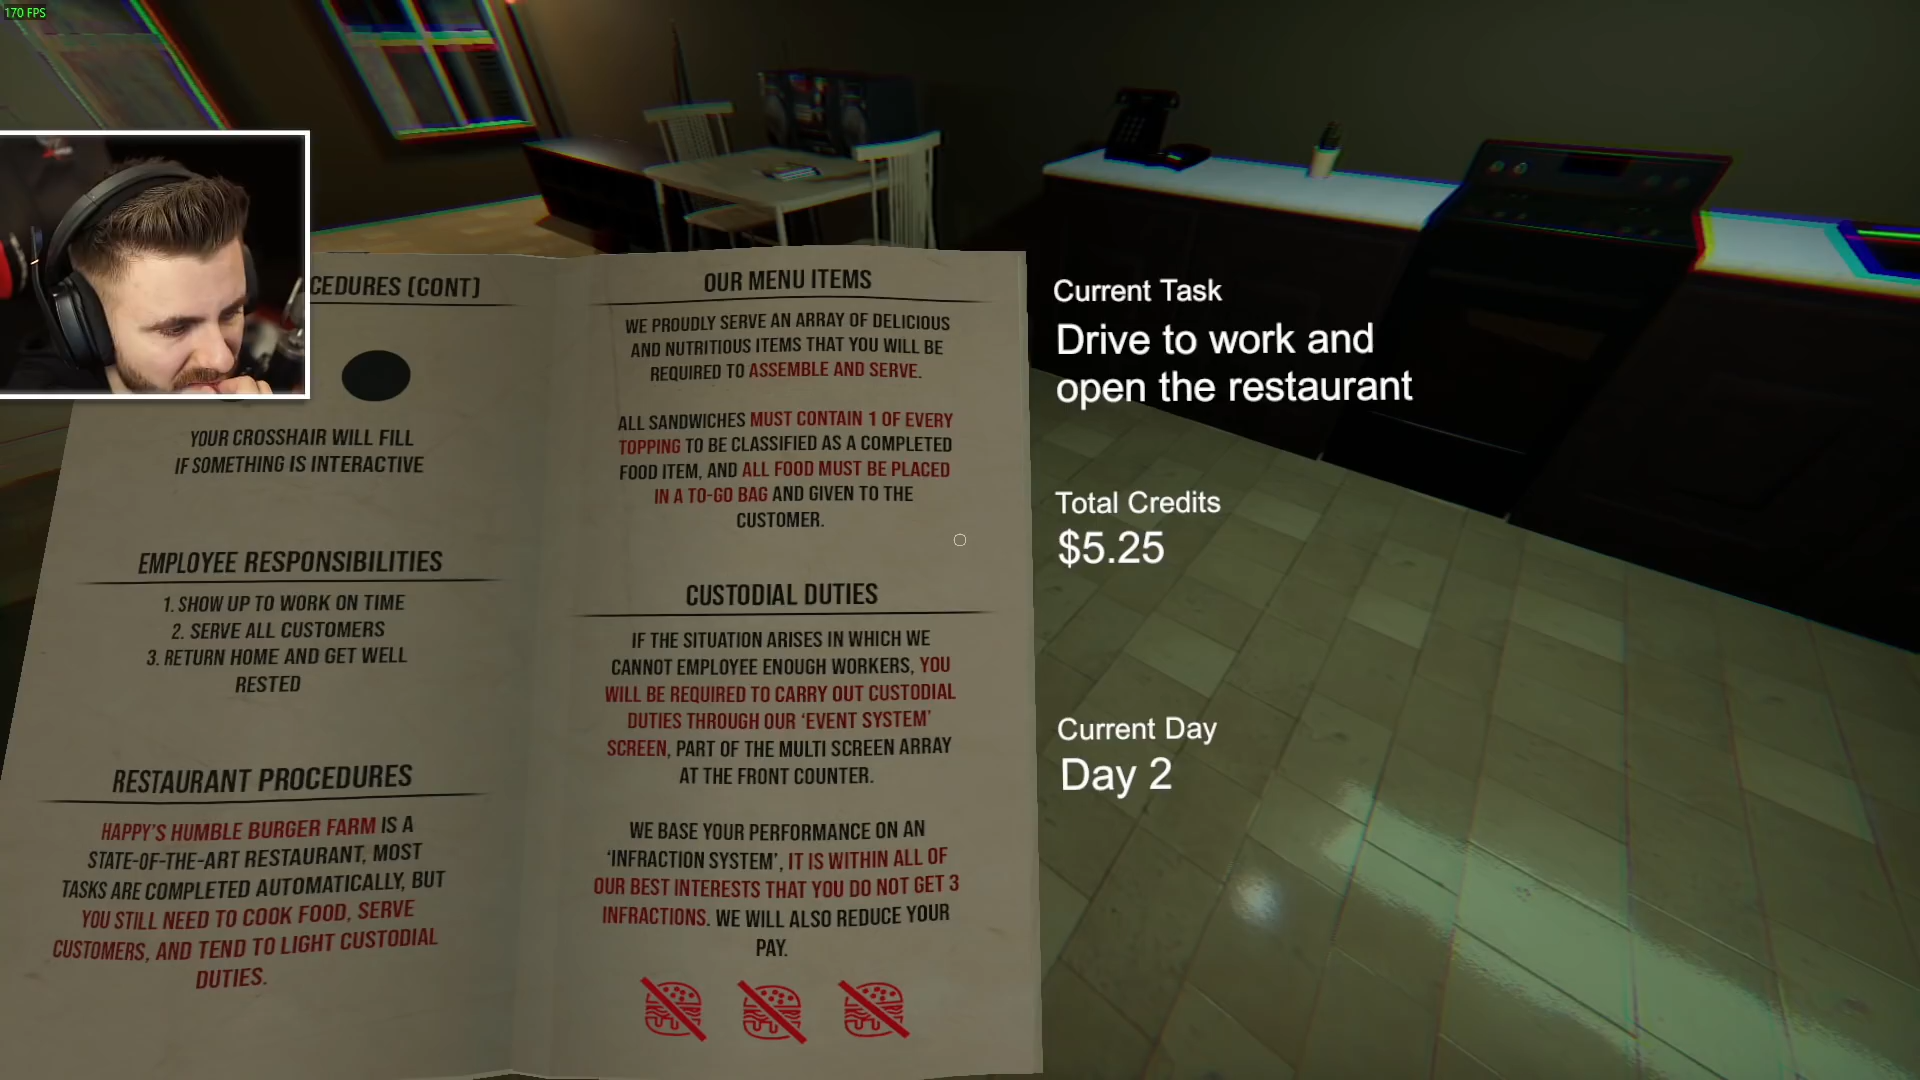 170 FPS
CEDURES (CONT)
YOUR CROSSHAIR WILL FILL
IF SOMETHING IS INTERACTIVE
EMPLOYEE RESPONSIBILITIES
1. SHOW UP TO WORK ON TIME
2. SERVE ALL CUSTOMERS
3. RETURN HOME AND GET WELL
RESTED
RESTAURANT PROCEDURES
HAPPY'S HUMBLE BURGER FARM IS A
STATE-OF-THE-ART RESTAURANT, MOST
TASKS ARE COMPLETED AUTOMATICALLY, BUT
YOU STILL NEED TO COOK FOOD, SERVE
CUSTOMERS, AND TEND TO LIGHT CUSTODIAL
DUTIES.
OUR MENU ITEMS
WE PROUDLY SERVE AN ARRAY OF DELICIOUS
AND NUTRITIOUS ITEMS THAT YOU WILL BE
REQUIRED TO ASSEMBLE AND SERVE.
ALL SANDWICHES MUST CONTAIN 1 OF EVERY
TOPPING TO BE CLASSIFIED AS A COMPLETED
FOOD ITEM, AND ALL FOOD MUST BE PLACED
IN A TO-GO BAG AND GIVEN TO THE
CUSTOMER.
CUSTODIAL DUTIES
IF THE SITUATION ARISES IN WHICH WE
CANNOT EMPLOYEE ENOUGH WORKERS, YOU
WILL BE REQUIRED TO CARRY OUT CUSTODIAL
DUTIES THROUGH OUR 'EVENT SYSTEM'
SCREEN, PART OF THE MULTI SCREEN ARRAY
AT THE FRONT COUNTER.
WE BASE YOUR PERFORMANCE ON AN
'INFRACTION SYSTEM', IT IS WITHIN ALL OF
OUR BEST INTERESTS THAT YOU DO NOT GET 3
INFRACTIONS. WE WILL ALSO REDUCE YOUR
PAY.
Current Task
Drive to work and
open the restaurant
Total Credits
$5.25
Current Day
Day 2